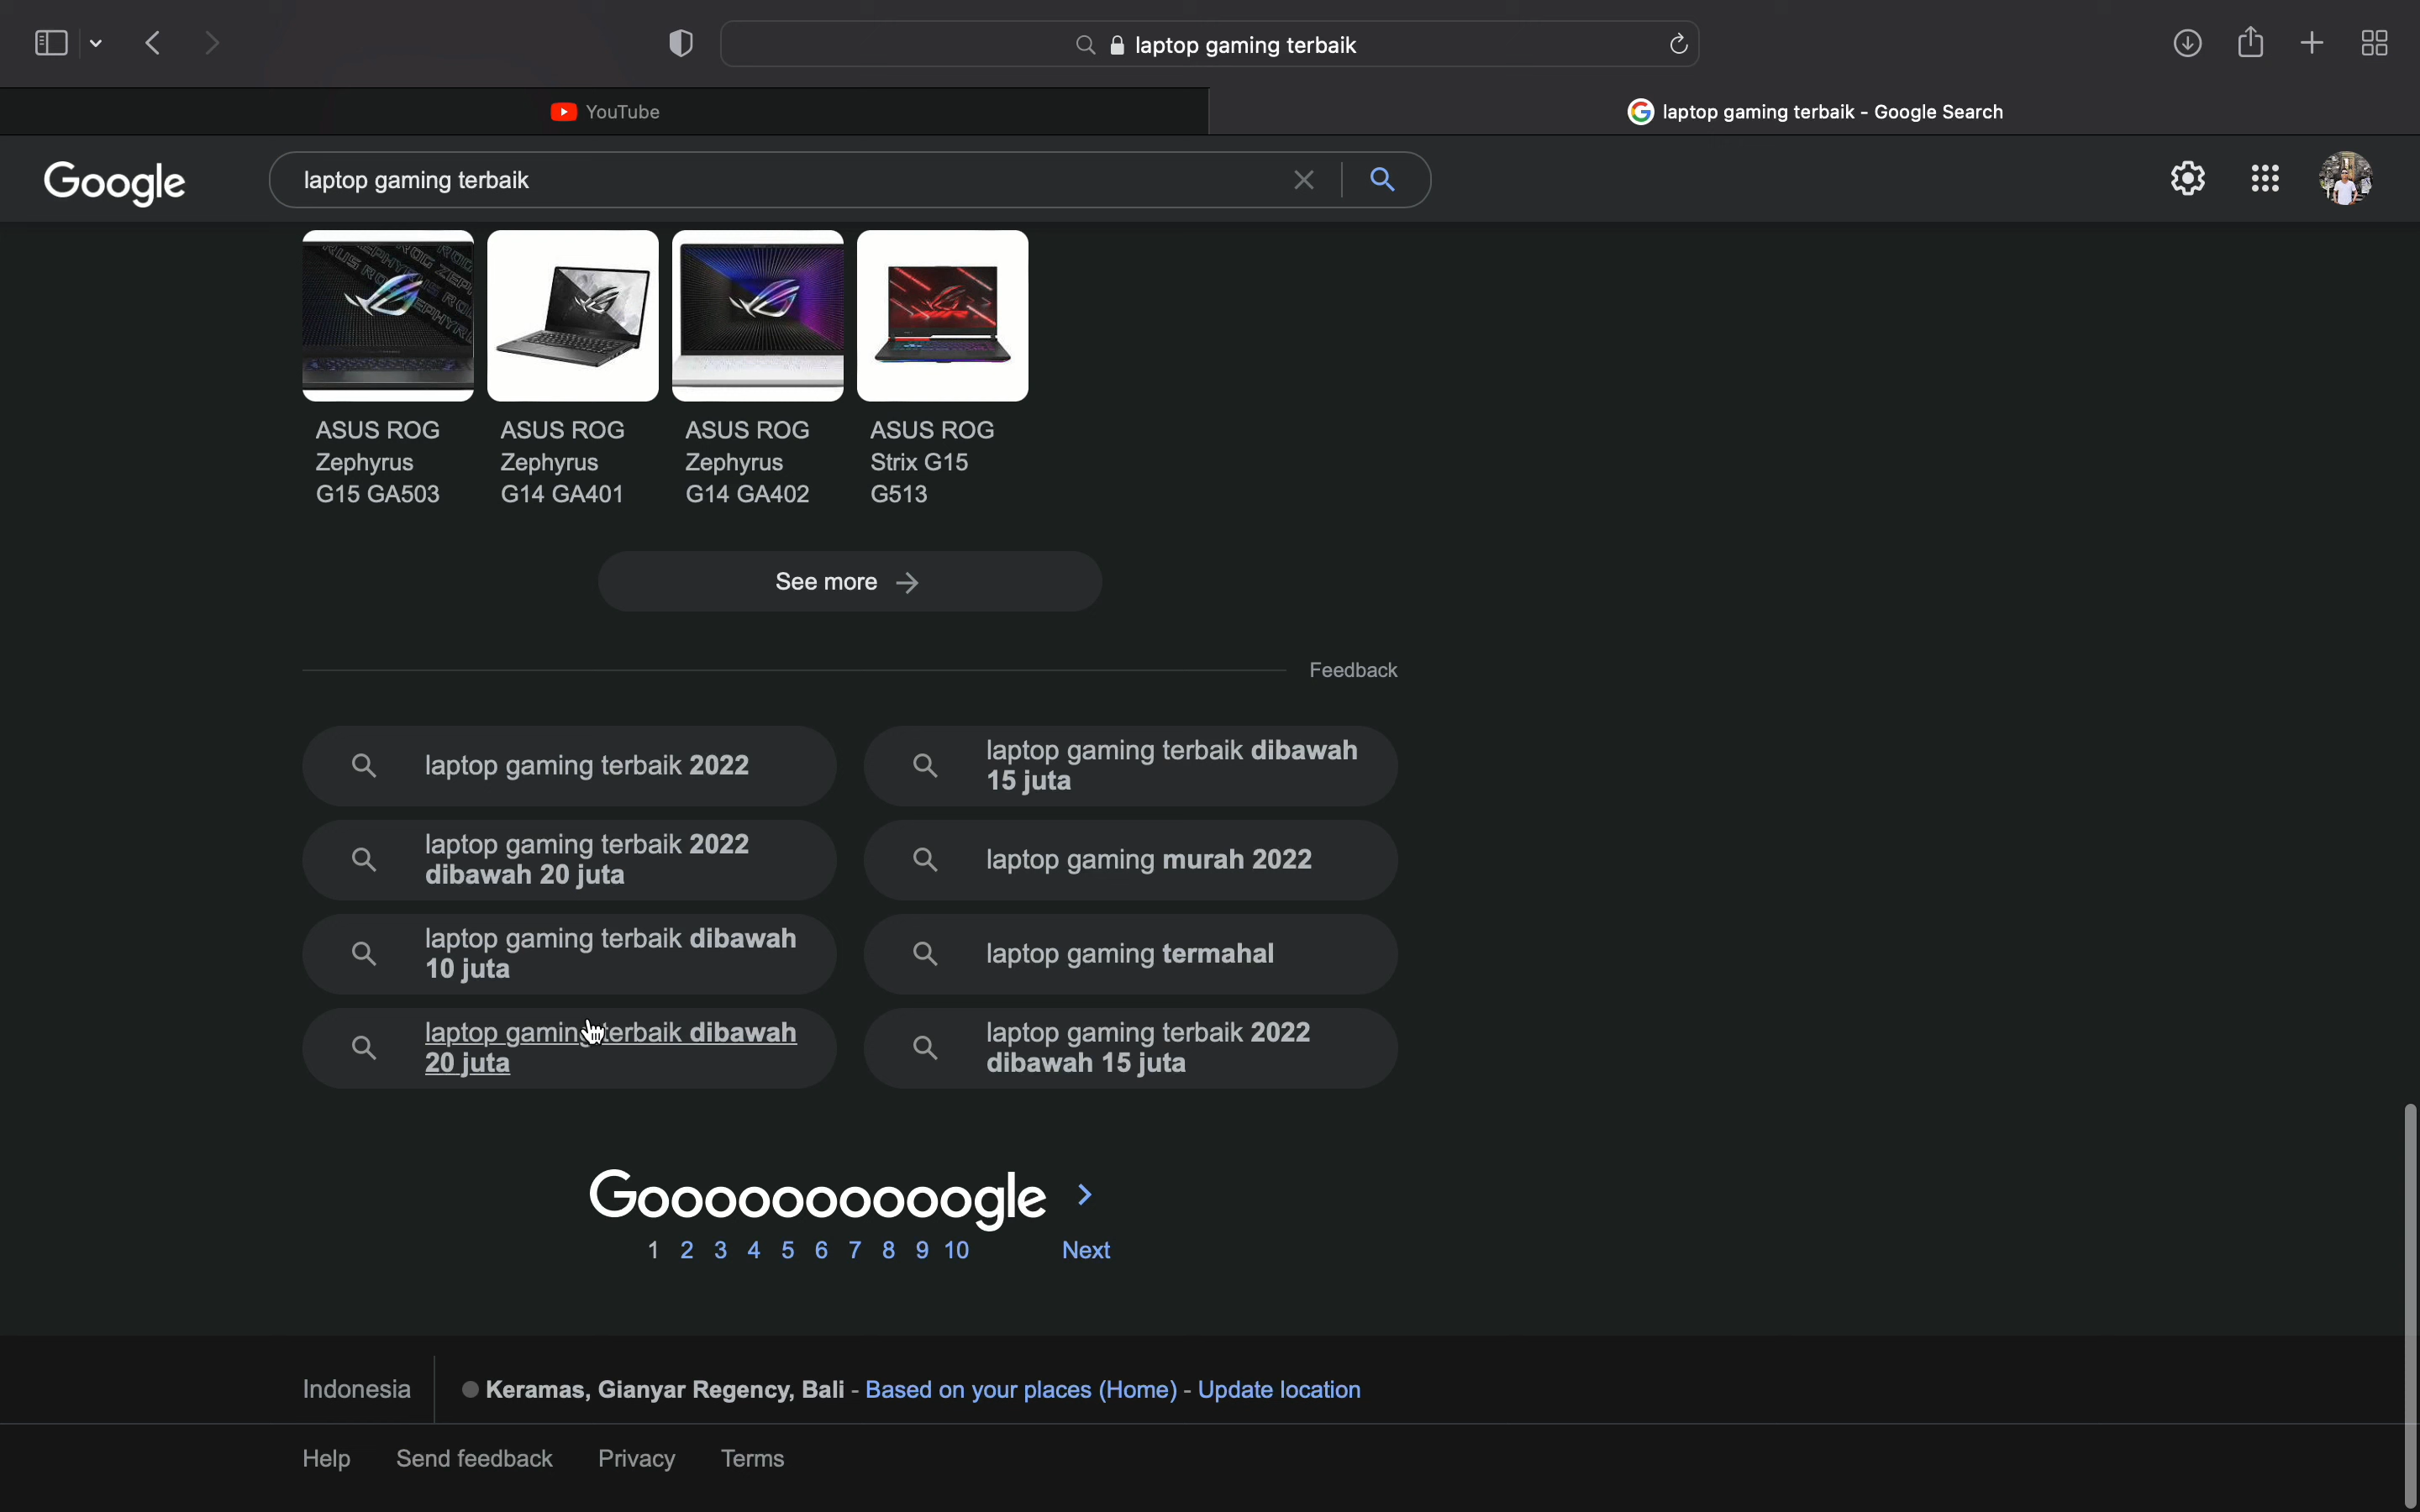 laptop gaming terbaik
YouTube
laptop gaming terbaik - Google Search
Google
laptop gaming terbaik
ASUS ROG
Zephyrus
G15 GA503
ASUS ROG
Zephyrus
G14 GA401
ASUS ROG
Zephyrus
G14 GA402
ASUS ROG
Strix G15
G513
See more
Feedback
laptop gaming terbaik 2022
laptop gaming terbaik dibawah
15 juta
laptop gaming terbaik 2022
dibawah 20 juta
laptop gaming murah 2022
laptop gaming terbaik dibawah
10 juta
laptop gaming termahal
laptop gaming terbaik dibawah
20 juta
laptop gaming terbaik 2022
dibawah 15 juta
Goooooooooogle
1 2 3 4 5 6 7 8 9 10 Next
Indonesia
Keramas, Gianyar Regency, Bali - Based on your places (Home) - Update location
Help Send feedback Privacy Terms